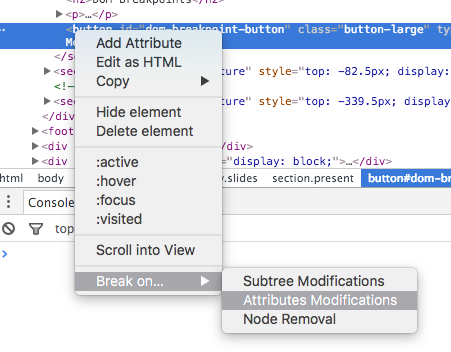 <h2>Dom Breakpoints</h2>
▶<p>…</p>
… <button id="dom-breakpoint-button" class="button-large" ty
Mo
</se
▶<se ture" style="top: -82.5px; display:
<!--
▶<se ture" style="top: -339.5px; display:
</div
▶<foot
▶<div </div>
▶<div ="display: block;">…</div>
Add Attribute
Edit as HTML
Copy ▶
Hide element
Delete element
:active
:hover
:focus
:visited
Scroll into View
Break on... ▶
Subtree Modifications
Attributes Modifications
Node Removal
html body .slides section.present button#dom-br
Console
top
>